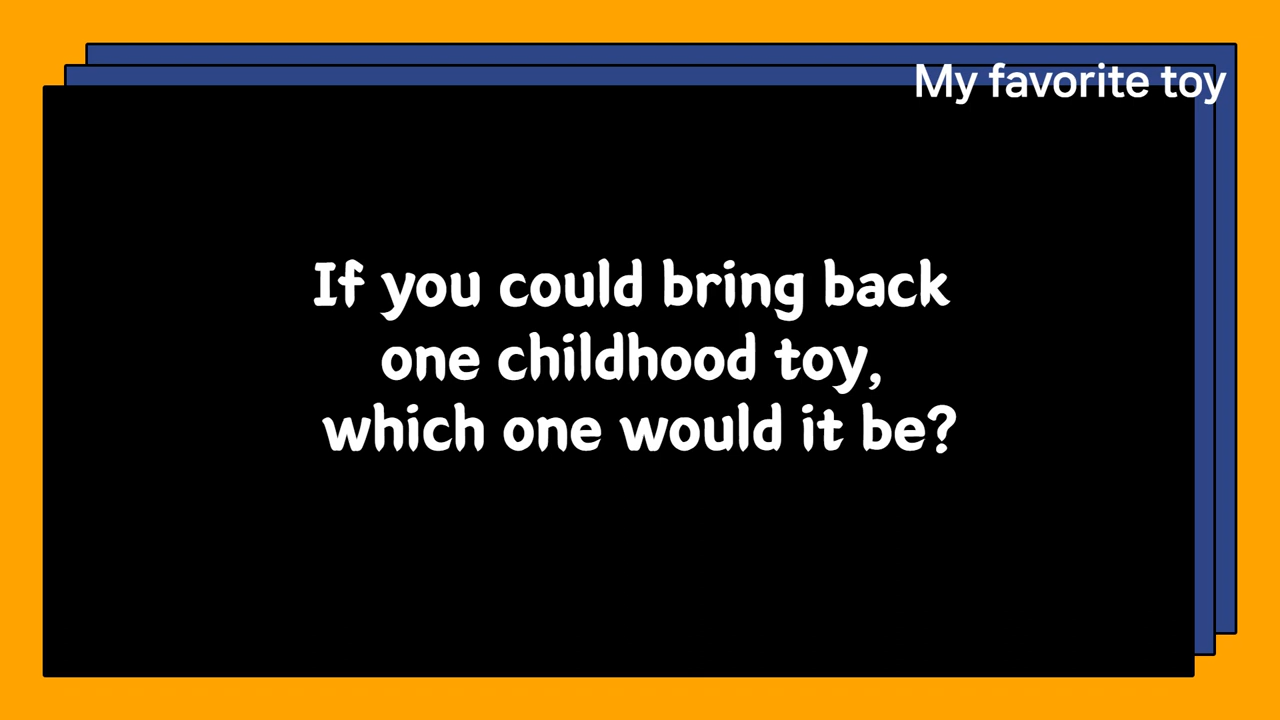 My favorite toy
If you could bring back
one childhood toy,
which one would it be?